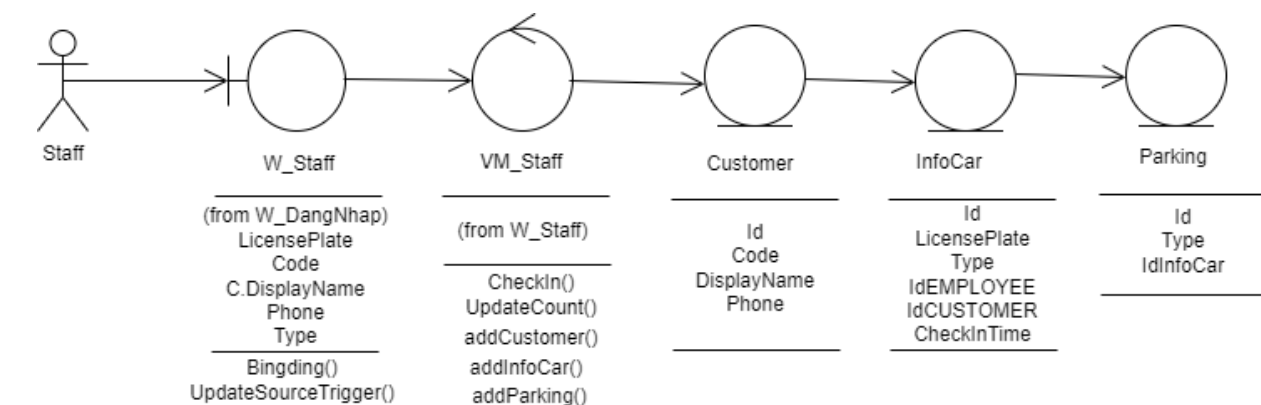 Staff
W_Staff
(from W_DangNhap)
LicensePlate
Code
C.DisplayName
Phone
Type
Bingding()
UpdateSourceTrigger()
VM_Staff
(from W_Staff)
CheckIn()
UpdateCount()
addCustomer()
addInfoCar()
addParking()
Customer
Id
Code
DisplayName
Phone
InfoCar
Id
LicensePlate
Type
IdEMPLOYEE
IdCUSTOMER
CheckInTime
Parking
Id
Type
IdInfoCar